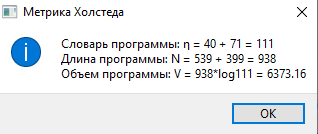 Метрика Холстеда
Словарь программы: η = 40 + 71 = 111
Длина программы: N = 539 + 399 = 938
Объем программы: V = 938*log111 = 6373.16
OK